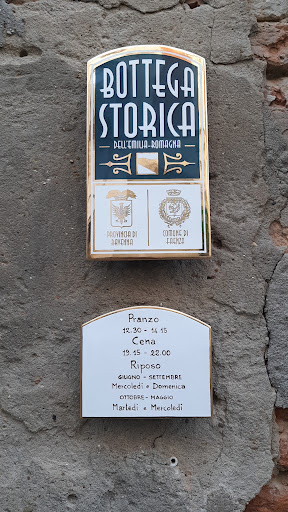 BOTTEGA
STORICA
DELL'EMILIA-ROMAGNA
PROVINCIA DI
RAVENNA
COMUNE DI
FAENZA
Pranzo
12.30 - 14.15
Cena
19.15 - 22.00
Riposo
GIUGNO - SETTEMBRE
Mercoledì e Domenica
OTTOBRE - MAGGIO
Martedì e Mercoledì